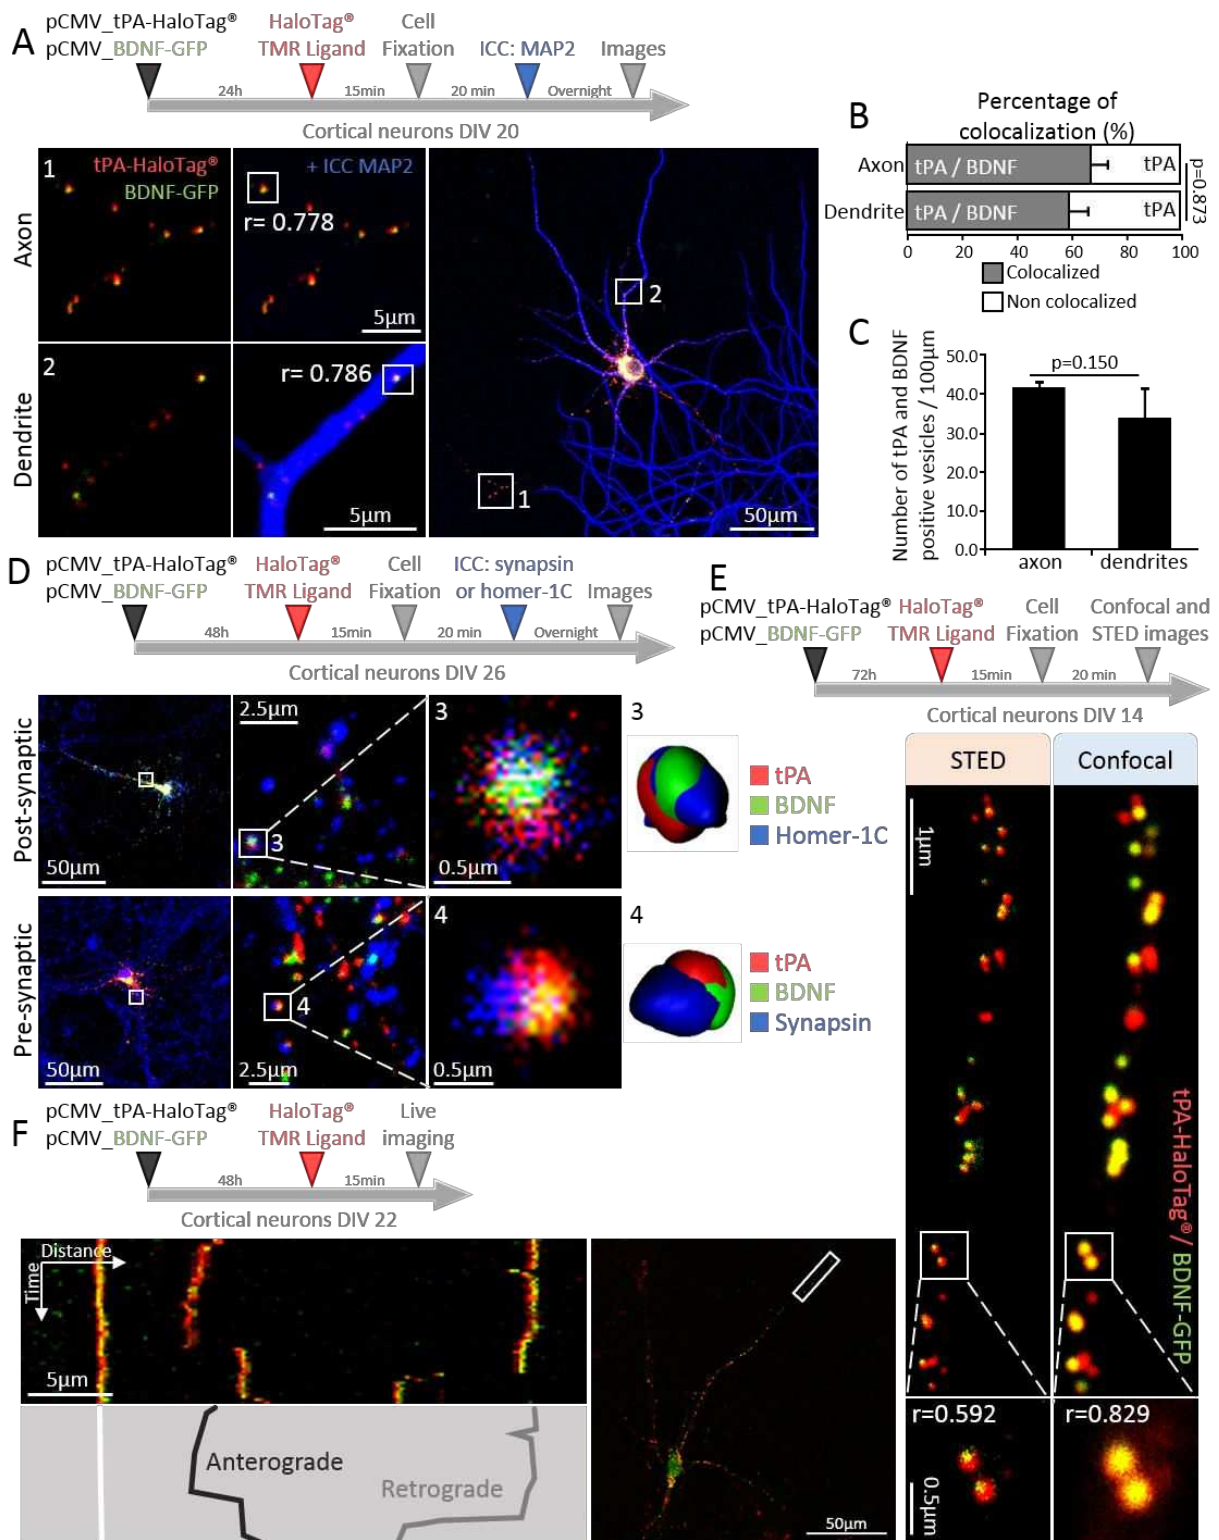 A
pCMV_tPA-HaloTag®
pCMV_BDNF-GFP
HaloTag®
TMR Ligand
Cell
Fixation
ICC: MAP2
Images
24h
15min
20 min
Overnight
Cortical neurons DIV 20
1
tPA-HaloTag®
BDNF-GFP
+ ICC MAP2
r= 0.778
5µm
Axon
2
r= 0.786
5µm
Dendrite
2
1
50µm
B
Percentage of
colocalization (%)
Axon
tPA / BDNF
tPA
Dendrite
tPA / BDNF
tPA
p=0.873
0
20
40
60
80
100
Colocalized
Non colocalized
C
Number of tPA and BDNF
positive vesicles / 100µm
50.0
40.0
30.0
20.0
10.0
0.0
p=0.150
axon
dendrites
D
pCMV_tPA-HaloTag®
pCMV_BDNF-GFP
HaloTag®
TMR Ligand
Cell
Fixation
ICC: synapsin
or homer-1C
Images
48h
15min
20 min
Overnight
Cortical neurons DIV 26
Post-synaptic
50µm
2.5µm
3
3
0.5µm
3
tPA
BDNF
Homer-1C
Pre-synaptic
50µm
4
2.5µm
4
0.5µm
4
tPA
BDNF
Synapsin
E
pCMV_tPA-HaloTag®
pCMV_BDNF-GFP
HaloTag®
TMR Ligand
Cell
Fixation
Confocal and
STED images
72h
15min
20 min
Cortical neurons DIV 14
STED
Confocal
1µm
tPA-HaloTag®/ BDNF-GFP
r=0.592
r=0.829
0.5µm
F
pCMV_tPA-HaloTag®
pCMV_BDNF-GFP
HaloTag®
TMR Ligand
Live
imaging
48h
15min
Cortical neurons DIV 22
Distance
Time
5µm
Anterograde
Retrograde
50µm